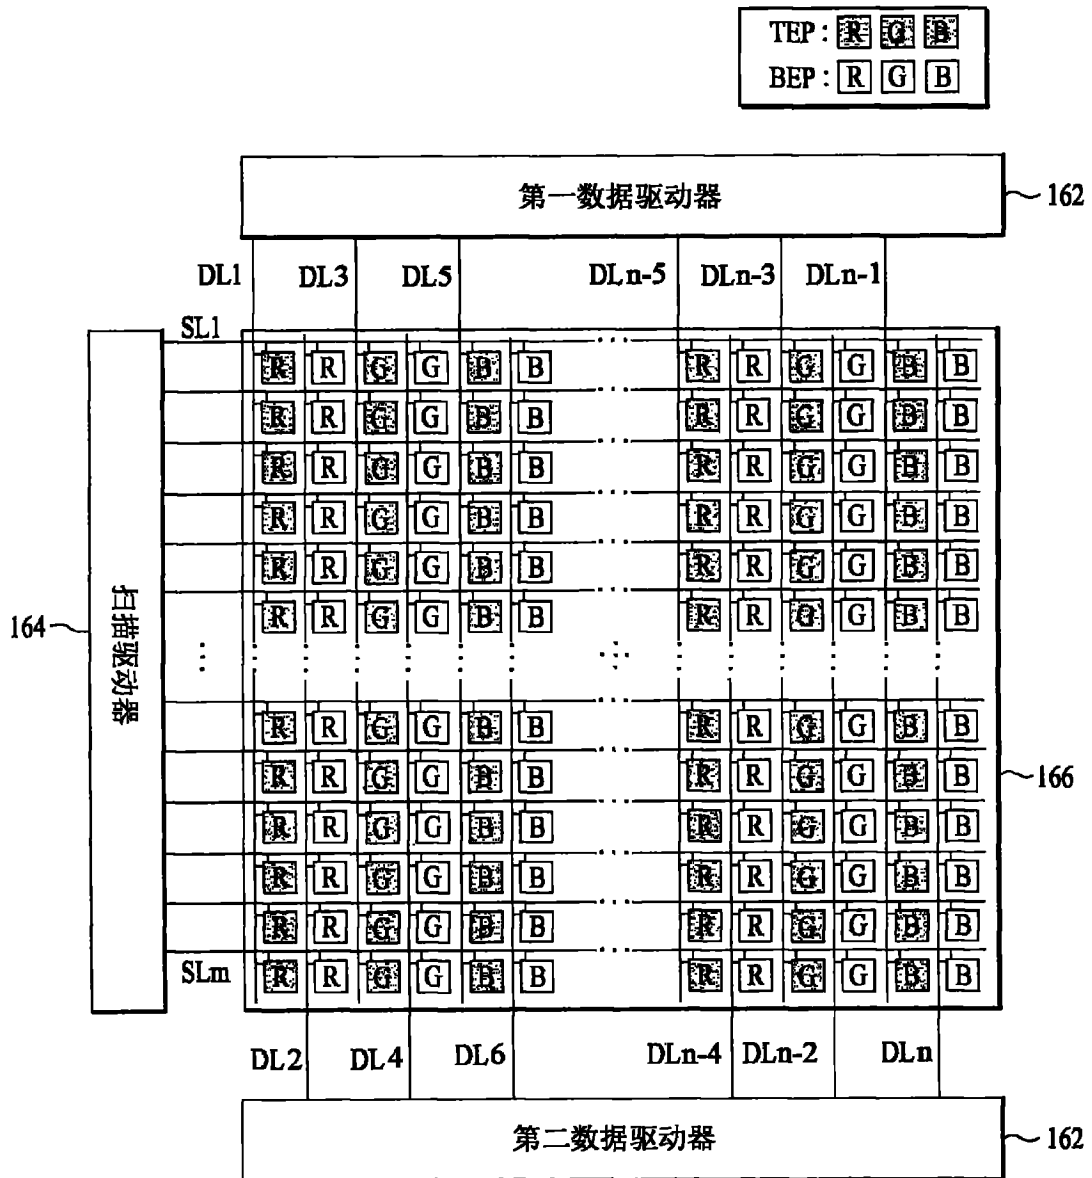 TEP : R G B
BEP : R G B
第一数据驱动器
162
DL1 DL3 DL5 DLn-5 DLn-3 DLn-1
SL1
R R G G B B ... R R G G B B
R R G G B B ... R R G G B B
R R G G B B ... R R G G B B
R R G G B B ... R R G G B B
R R G G B B ... R R G G B B
R R G G B B R R G G B B
扫描驱动器
164
R R G G B B R R G G B B
R R G G B B ... R R G G B B
166
R R G G B B ... R R G G B B
R R G G B B ... R R G G B B
R R G G B B ... R R G G B B
SLm
R R G G B B R R G G B B
DL2 DL4 DL6 DLn-4 DLn-2 DLn
第二数据驱动器
162